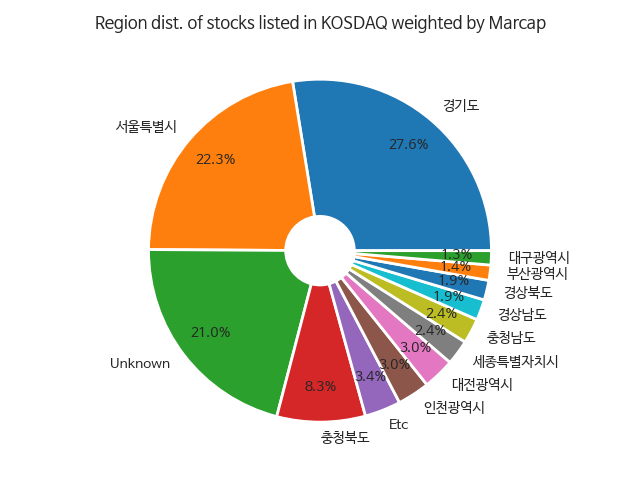 Region dist. of stocks listed in KOSDAQ weighted by Marcap
경기도
27.6%
서울특별시
22.3%
Unknown
21.0%
충청북도
8.3%
Etc
3.4%
인천광역시
3.0%
대전광역시
3.0%
세종특별자치시
2.4%
충청남도
2.4%
경상남도
1.9%
경상북도
1.9%
부산광역시
1.4%
대구광역시
1.3%